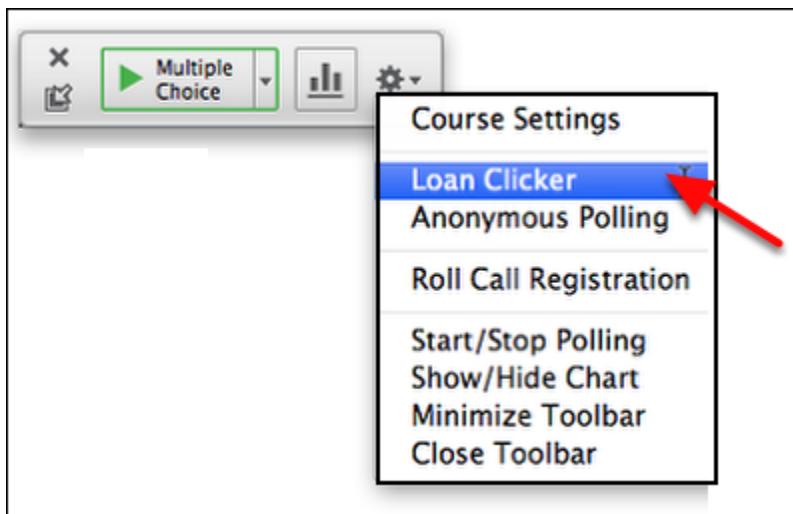 Multiple
Choice
Course Settings
Loan Clicker
Anonymous Polling
Roll Call Registration
Start/Stop Polling
Show/Hide Chart
Minimize Toolbar
Close Toolbar